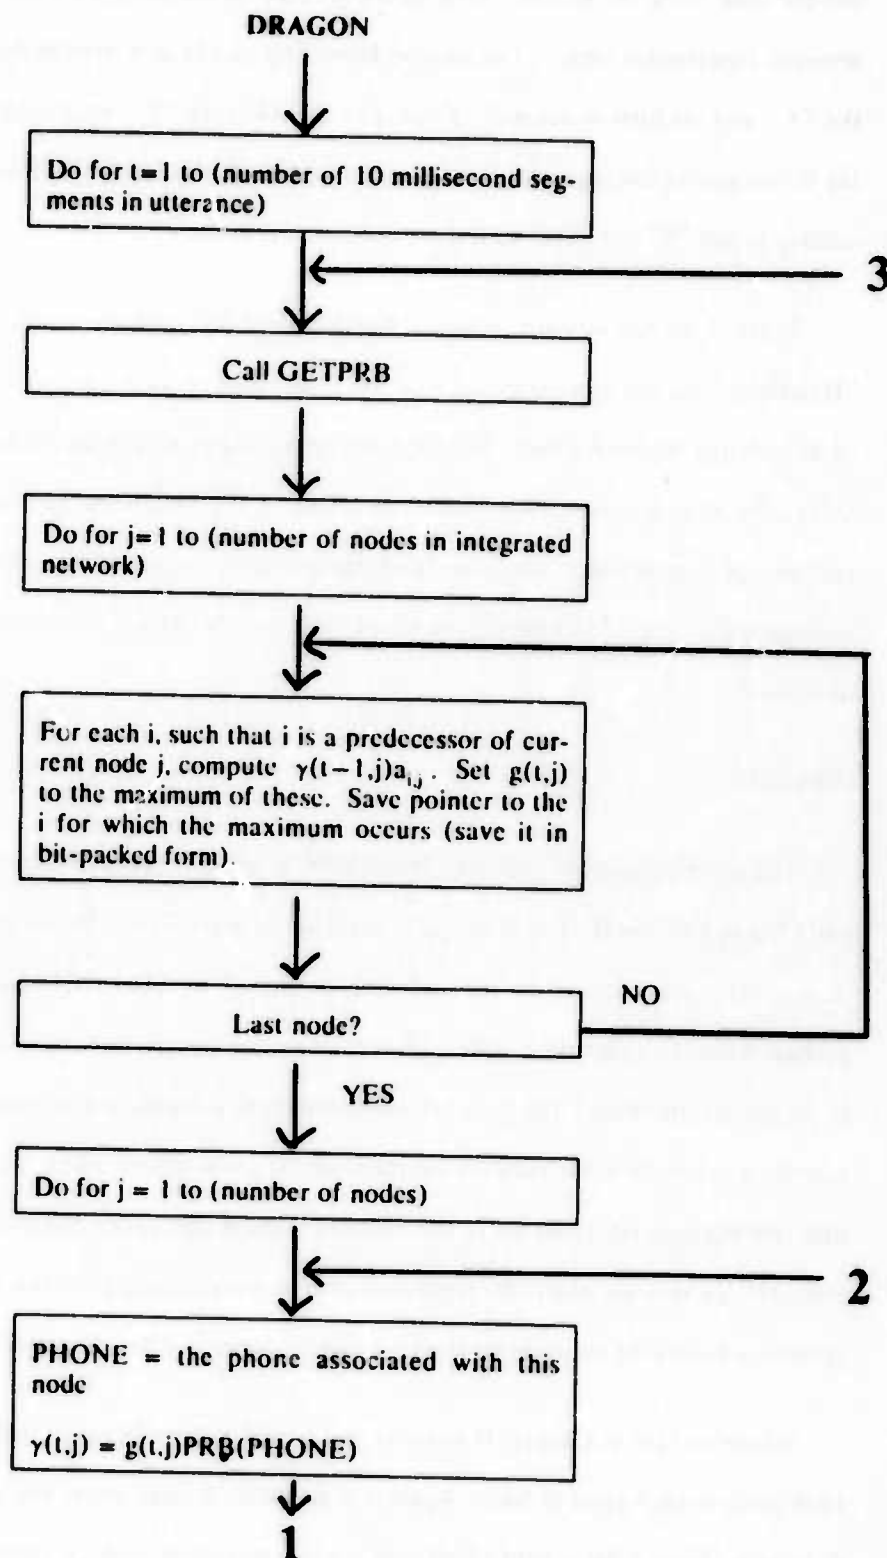 DRAGON
Do for t=1 to (number of 10 millisecond seg-
ments in utterance)
3
Call GETPRB
Do for j=1 to (number of nodes in integrated
network)
For each i, such that i is a predecessor of cur-
rent node j, compute γ(t-1,j)a_{i,j}. Set g(t,j)
to the maximum of these. Save pointer to the
i for which the maximum occurs (save it in
bit-packed form).
NO
Last node?
YES
Do for j = 1 to (number of nodes)
2
PHONE = the phone associated with this
node
γ(t,j) = g(t,j)PRB(PHONE)
1